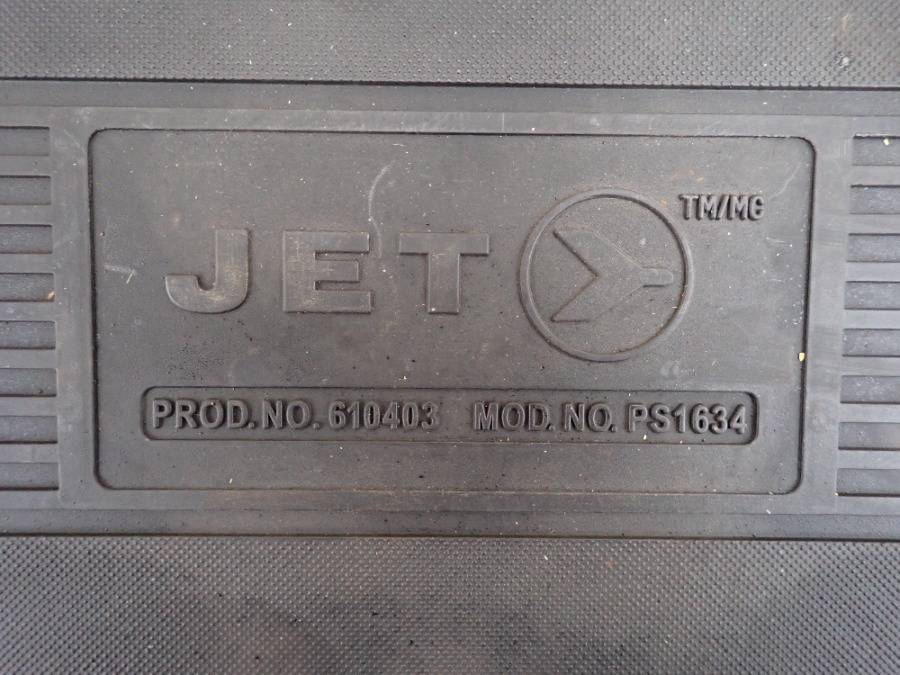 JET TM/MC
PROD. NO. 610403 MOD. NO. PS1634